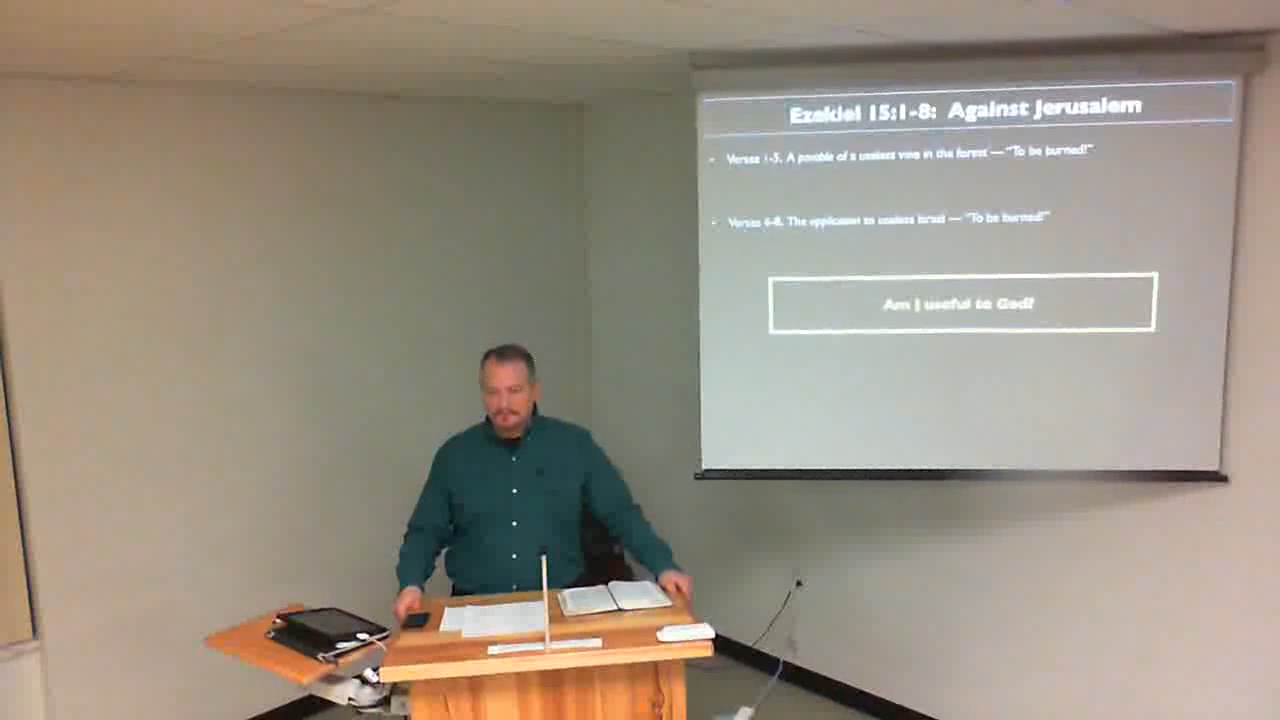 Ezekiel 15:1-8: Against Jerusalem
• Verses 1-5. A parable of a useless vine in the forest — "To be burned!"
• Verses 6-8. The application to useless Israel — "To be burned!"
Am I useful to God?